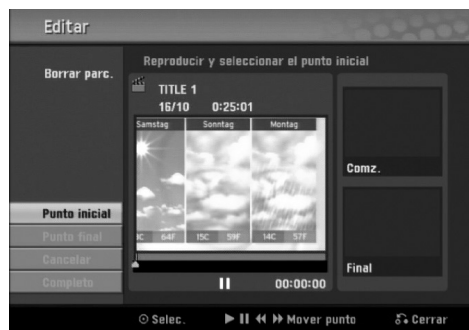 Editar
Reproducir y seleccionar el punto inicial
Borrar parc.
TITLE 1
16/10 0:25:01
Samstag Sonntag Montag
C 64F 15C 59F 14C 57F
Comz.
Punto inicial
Punto final
Cancelar
Completo
Final
00:00:00
Selec. Mover punto Cerrar